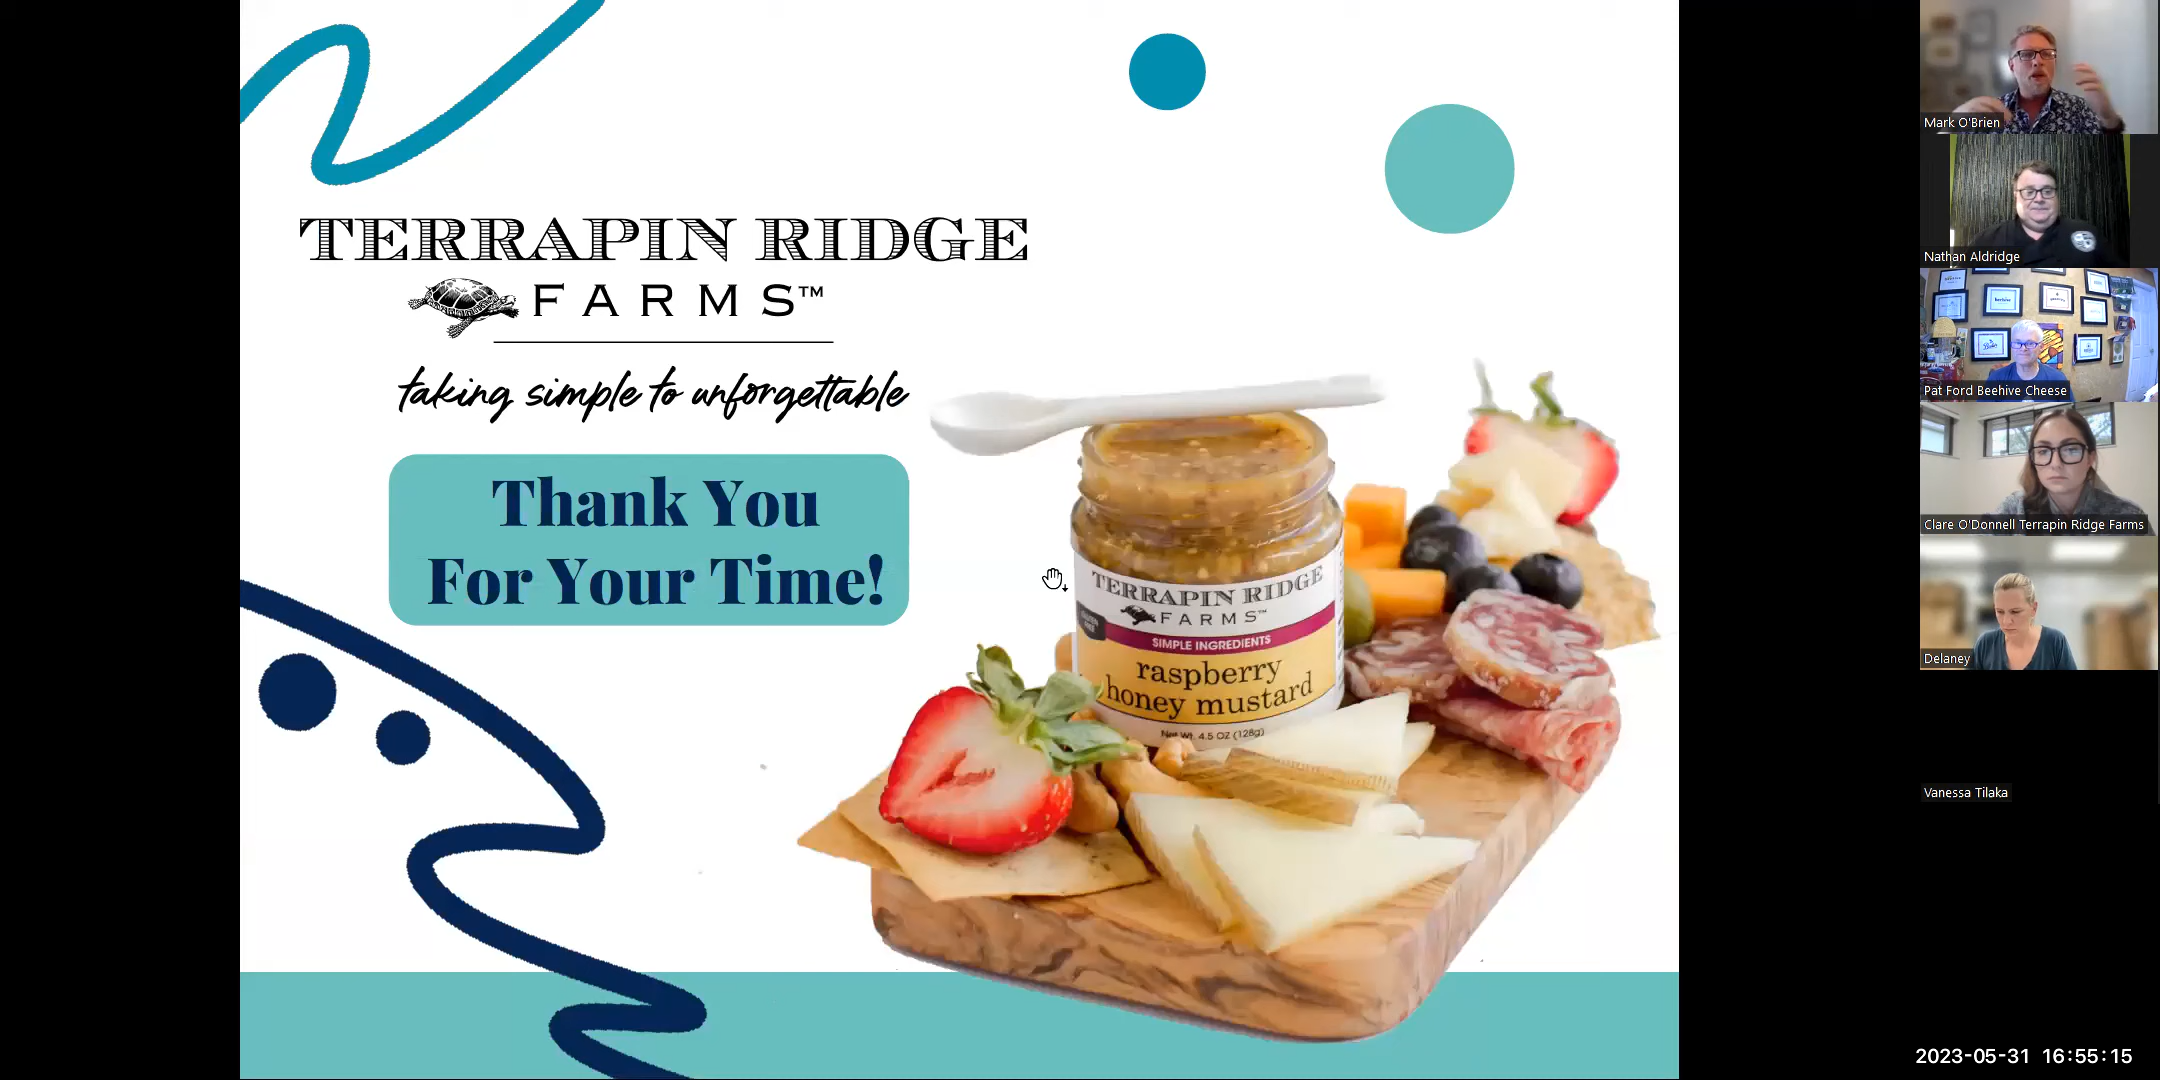 TERRAPIN RIDGE
FARMS™
taking simple to unforgettable
Thank You
For Your Time!
TERRAPIN RIDGE
FARMS™
SIMPLE INGREDIENTS
raspberry
honey mustard
Net Wt. 4.5 OZ (128g)
Mark O'Brien
Nathan Aldridge
Pat Ford Beehive Cheese
Clare O'Donnell Terrapin Ridge Farms
Delaney
Vanessa Tilaka
2023-05-31 16:55:15